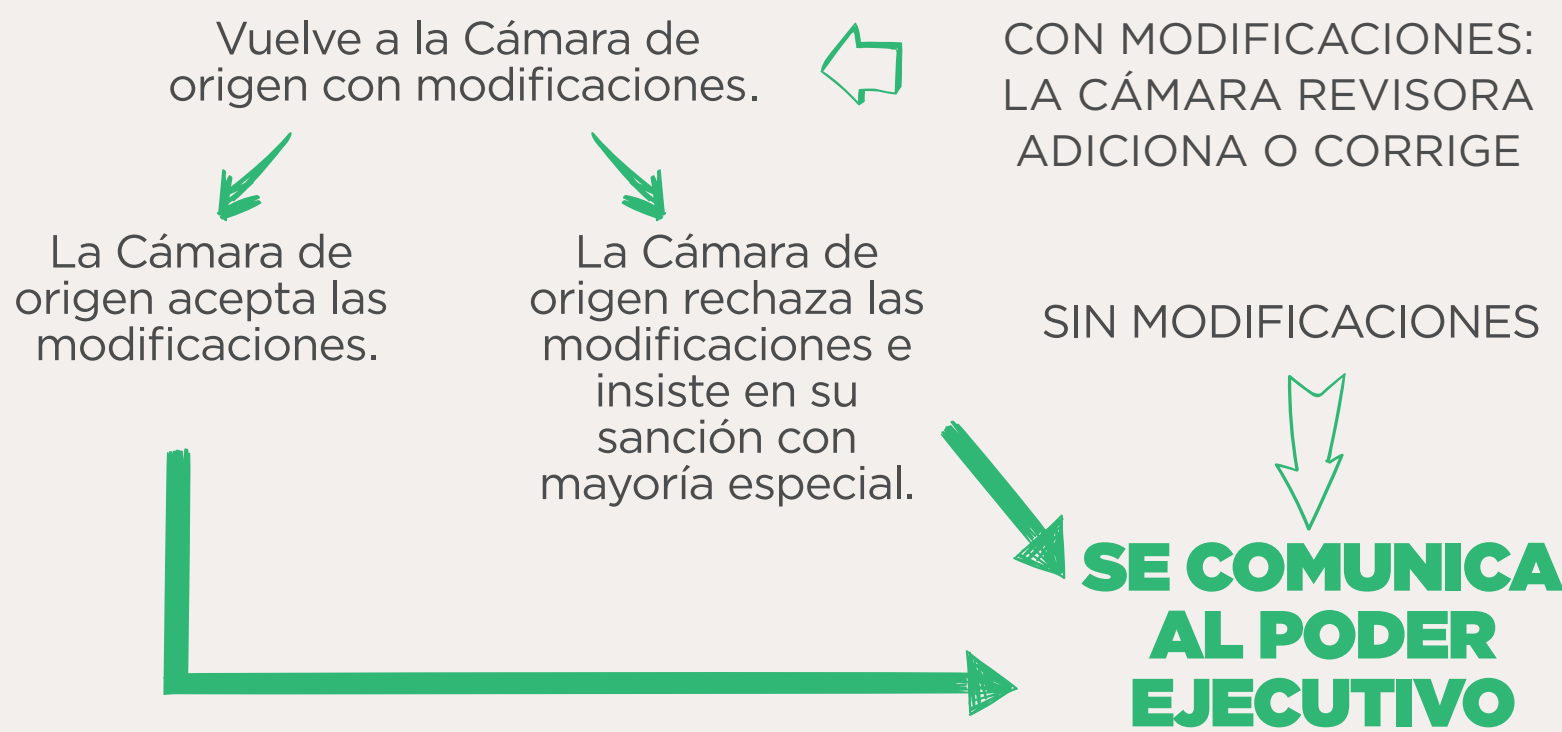 Vuelve a la Cámara de
origen con modificaciones.
CON MODIFICACIONES:
LA CÁMARA REVISORA
ADICIONA O CORRIGE
La Cámara de
origen acepta las
modificaciones.
La Cámara de
origen rechaza las
modificaciones e
insiste en su
sanción con
mayoría especial.
SIN MODIFICACIONES
SE COMUNICA
AL PODER
EJECUTIVO